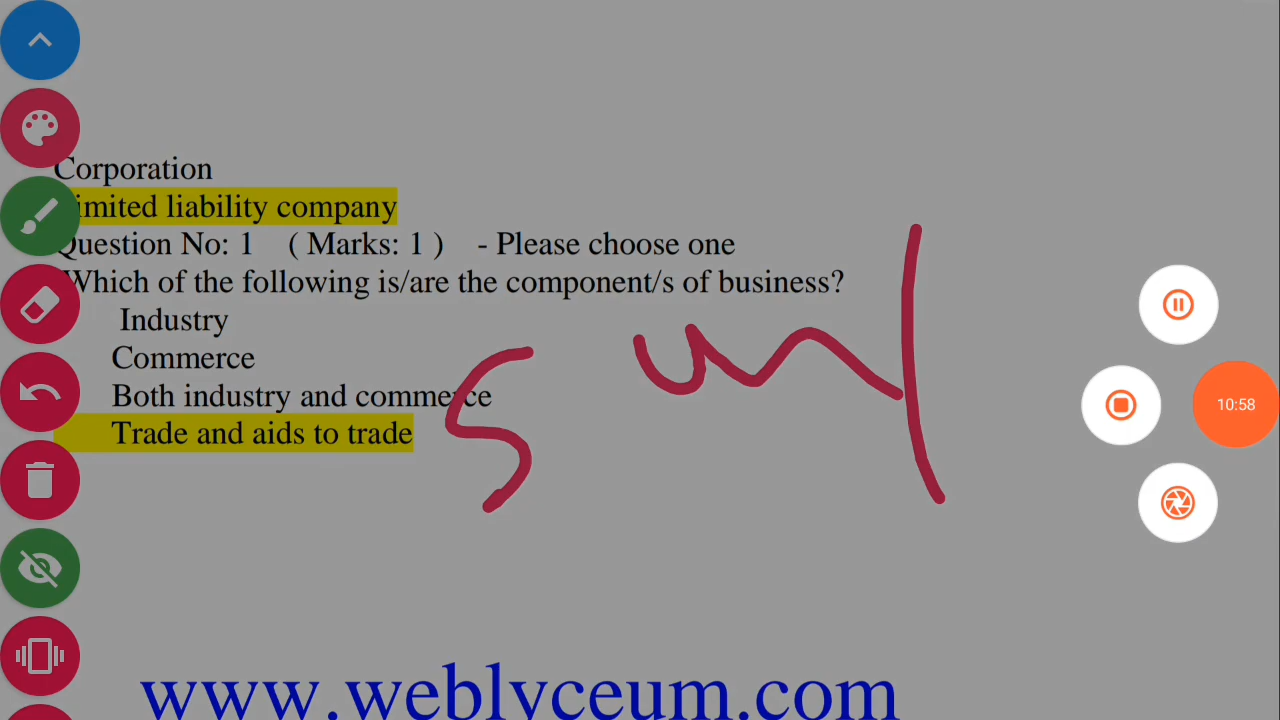 Corporation
Limited liability company
Question No: 1 ( Marks: 1 ) - Please choose one
Which of the following is/are the component/s of business?
Industry
Commerce
Both industry and commerce
Trade and aids to trade
10:58
www.weblyceum.com